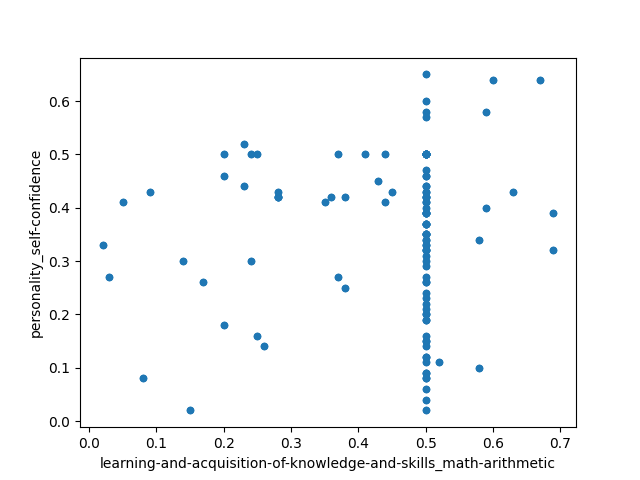 0.6
0.5
0.4
0.3
0.2
0.1
0.0
personality_self-confidence
0.0 0.1 0.2 0.3 0.4 0.5 0.6 0.7
learning-and-acquisition-of-knowledge-and-skills_math-arithmetic